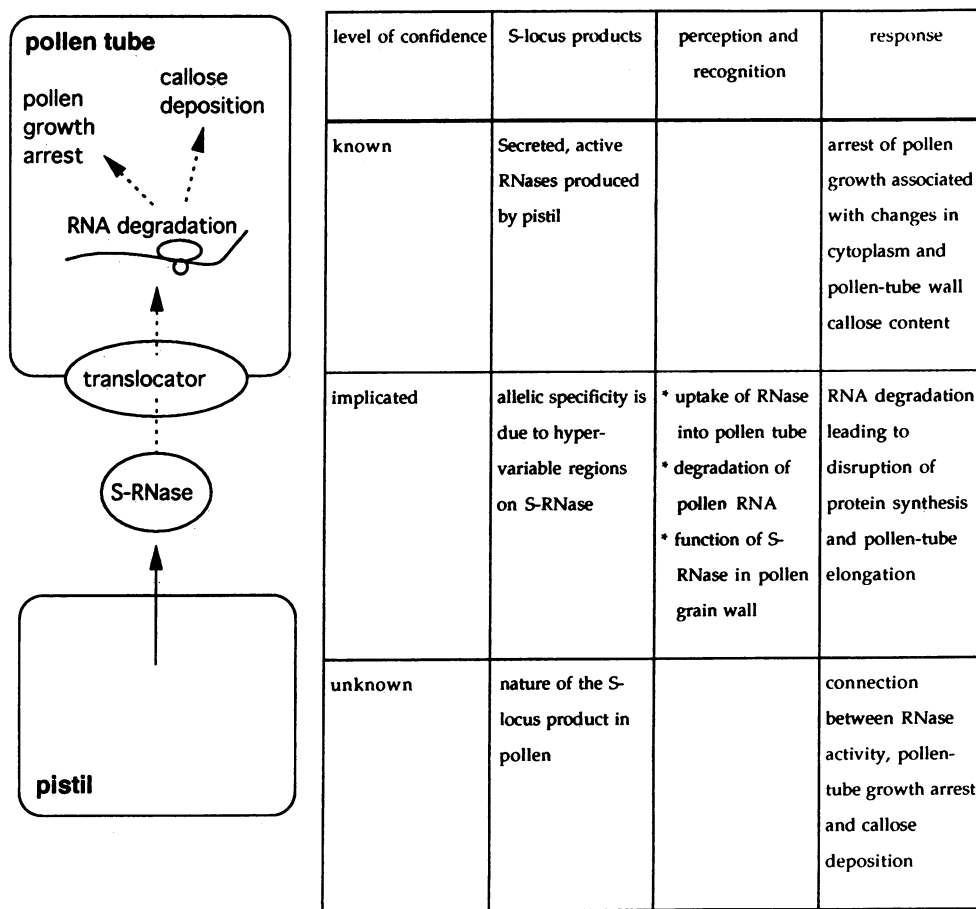 pollen tube
callose
deposition
pollen
growth
arrest
RNA degradation
translocator
S-RNase
pistil
level of confidence
S-locus products
perception and
recognition
response
known
Secreted, active
RNases produced
by pistil
arrest of pollen
growth associated
with changes in
cytoplasm and
pollen-tube wall
callose content
implicated
allelic specificity is
due to hyper-
variable regions
on S-RNase
* uptake of RNase
into pollen tube
* degradation of
pollen RNA
* function of S-
RNase in pollen
grain wall
RNA degradation
leading to
disruption of
protein synthesis
and pollen-tube
elongation
unknown
nature of the S-
locus product in
pollen
connection
between RNase
activity, pollen-
tube growth arrest
and callose
deposition